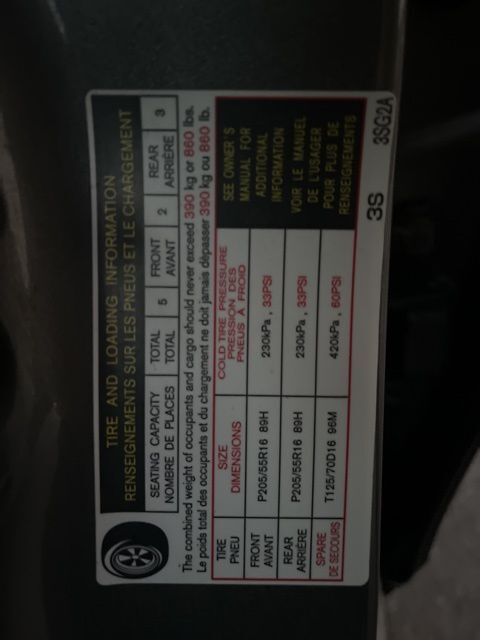 TIRE AND LOADING INFORMATION
RENSEIGNEMENTS SUR LES PNEUS ET LE CHARGEMENT
SEATING CAPACITY TOTAL 5 FRONT 2 REAR 3
NOMBRE DE PLACES TOTAL AVANT ARRIÈRE
The combined weight of occupants and cargo should never exceed 390 kg or 860 lbs.
Le poids total des occupants et du chargement ne doit jamais dépasser 390 kg ou 860 lb.
TIRE SIZE COLD TIRE PRESSURE
PNEU DIMENSIONS PRESSION DES
PNEUS À FROID
FRONT P205/55R16 89H 230kPa , 33PSI
AVANT
REAR P205/55R16 89H 230kPa , 33PSI
ARRIÈRE
SPARE T125/70D16 96M 420kPa , 60PSI
DE SECOURS
SEE OWNER'S
MANUAL FOR
ADDITIONAL
INFORMATION
VOIR LE MANUEL
DE L'USAGER
POUR PLUS DE
RENSEIGNEMENTS
3S 3SG2A